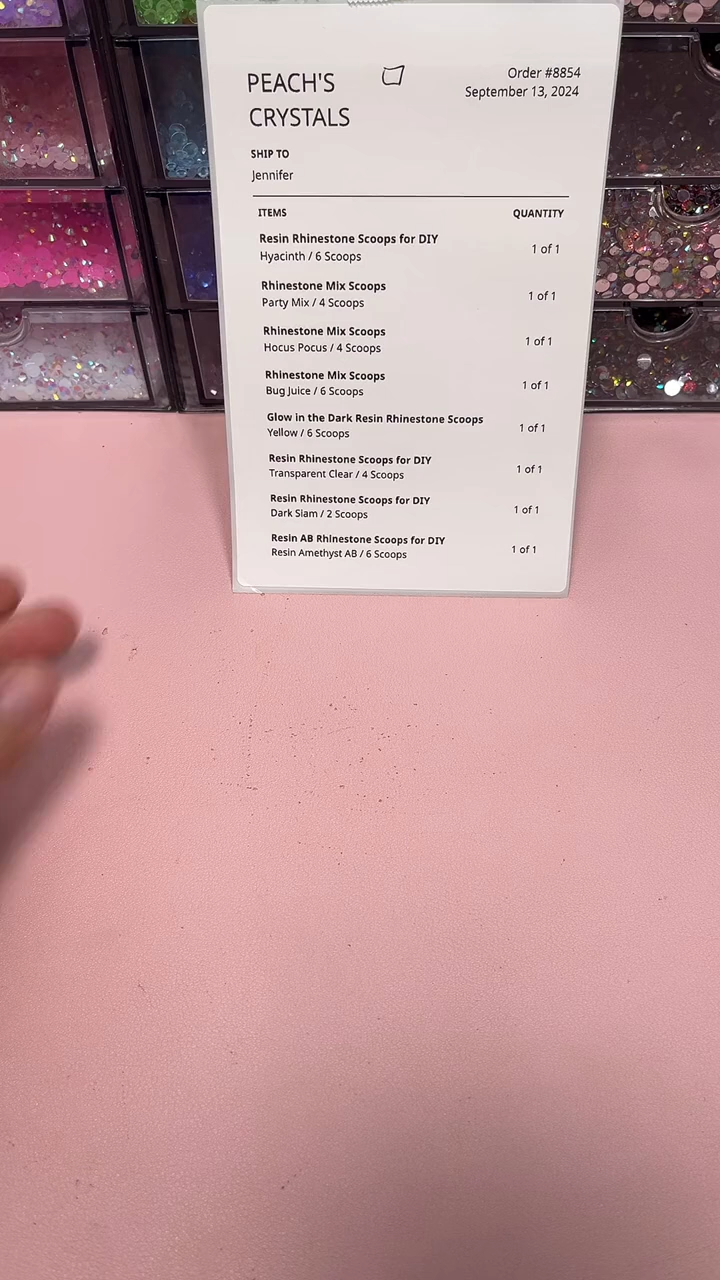 PEACH'S
CRYSTALS
Order #8854
September 13, 2024
SHIP TO
Jennifer
ITEMS QUANTITY
Resin Rhinestone Scoops for DIY
Hyacinth / 6 Scoops
1 of 1
Rhinestone Mix Scoops
Party Mix / 4 Scoops
1 of 1
Rhinestone Mix Scoops
Hocus Pocus / 4 Scoops
1 of 1
Rhinestone Mix Scoops
Bug Juice / 6 Scoops
1 of 1
Glow in the Dark Resin Rhinestone Scoops
Yellow / 6 Scoops
1 of 1
Resin Rhinestone Scoops for DIY
Transparent Clear / 4 Scoops
1 of 1
Resin Rhinestone Scoops for DIY
Dark Siam / 2 Scoops
1 of 1
Resin AB Rhinestone Scoops for DIY
Resin Amethyst AB / 6 Scoops
1 of 1